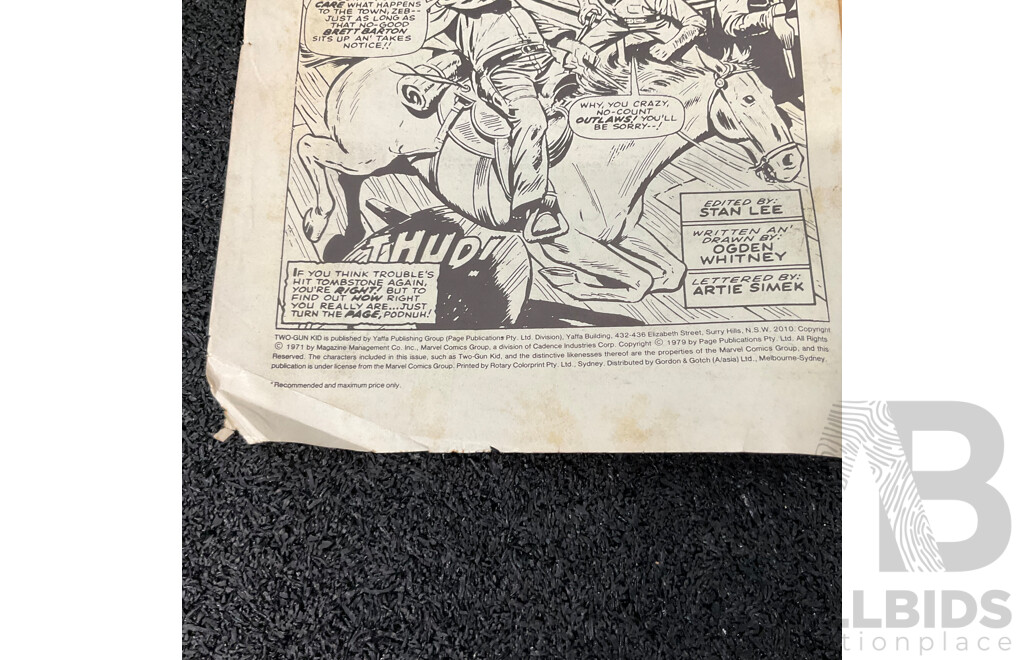 CARE WHAT HAPPENS
TO THE TOWN, ZEB--
JUST AS LONG AS
THAT NO-GOOD
BRETT BARTON
SITS UP AN' TAKES
NOTICE!!
WHY, YOU CRAZY,
NO-COUNT
OUTLAWS! YOU'LL
BE SORRY--!
EDITED BY:
STAN LEE
WRITTEN AN'
DRAWN BY:
OGDEN
WHITNEY
LETTERED BY:
ARTIE SIMEK
THUD!
IF YOU THINK TROUBLE'S
HIT TOMBSTONE AGAIN,
YOU'RE RIGHT! BUT TO
FIND OUT HOW RIGHT
YOU REALLY ARE...JUST
TURN THE PAGE, PODNUH!
TWO-GUN KID is published by Yaffa Publishing Group (Page Publications Pty. Ltd. Division), Yaffa Building, 432-436 Elizabeth Street, Surry Hills, N.S.W. 2010. Copyright
© 1971 by Magazine Management Co. Inc., Marvel Comics Group, a division of Cadence Industries Corp. Copyright © 1979 by Page Publications Pty. Ltd. All Rights
Reserved. The characters included in this issue, such as Two-Gun Kid, and the distinctive likenesses thereof are the properties of the Marvel Comics Group, and this
publication is under license from the Marvel Comics Group. Printed by Rotary Colorprint Pty. Ltd., Sydney. Distributed by Gordon & Gotch (A/asia) Ltd., Melbourne-Sydney.
*Recommended and maximum price only.
AB
LLBIDS
tionplace